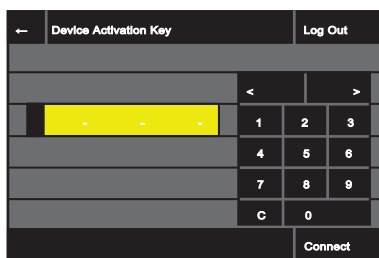 ← Device Activation Key Log Out
< >
- - -
1 2 3
4 5 6
7 8 9
C 0
Connect